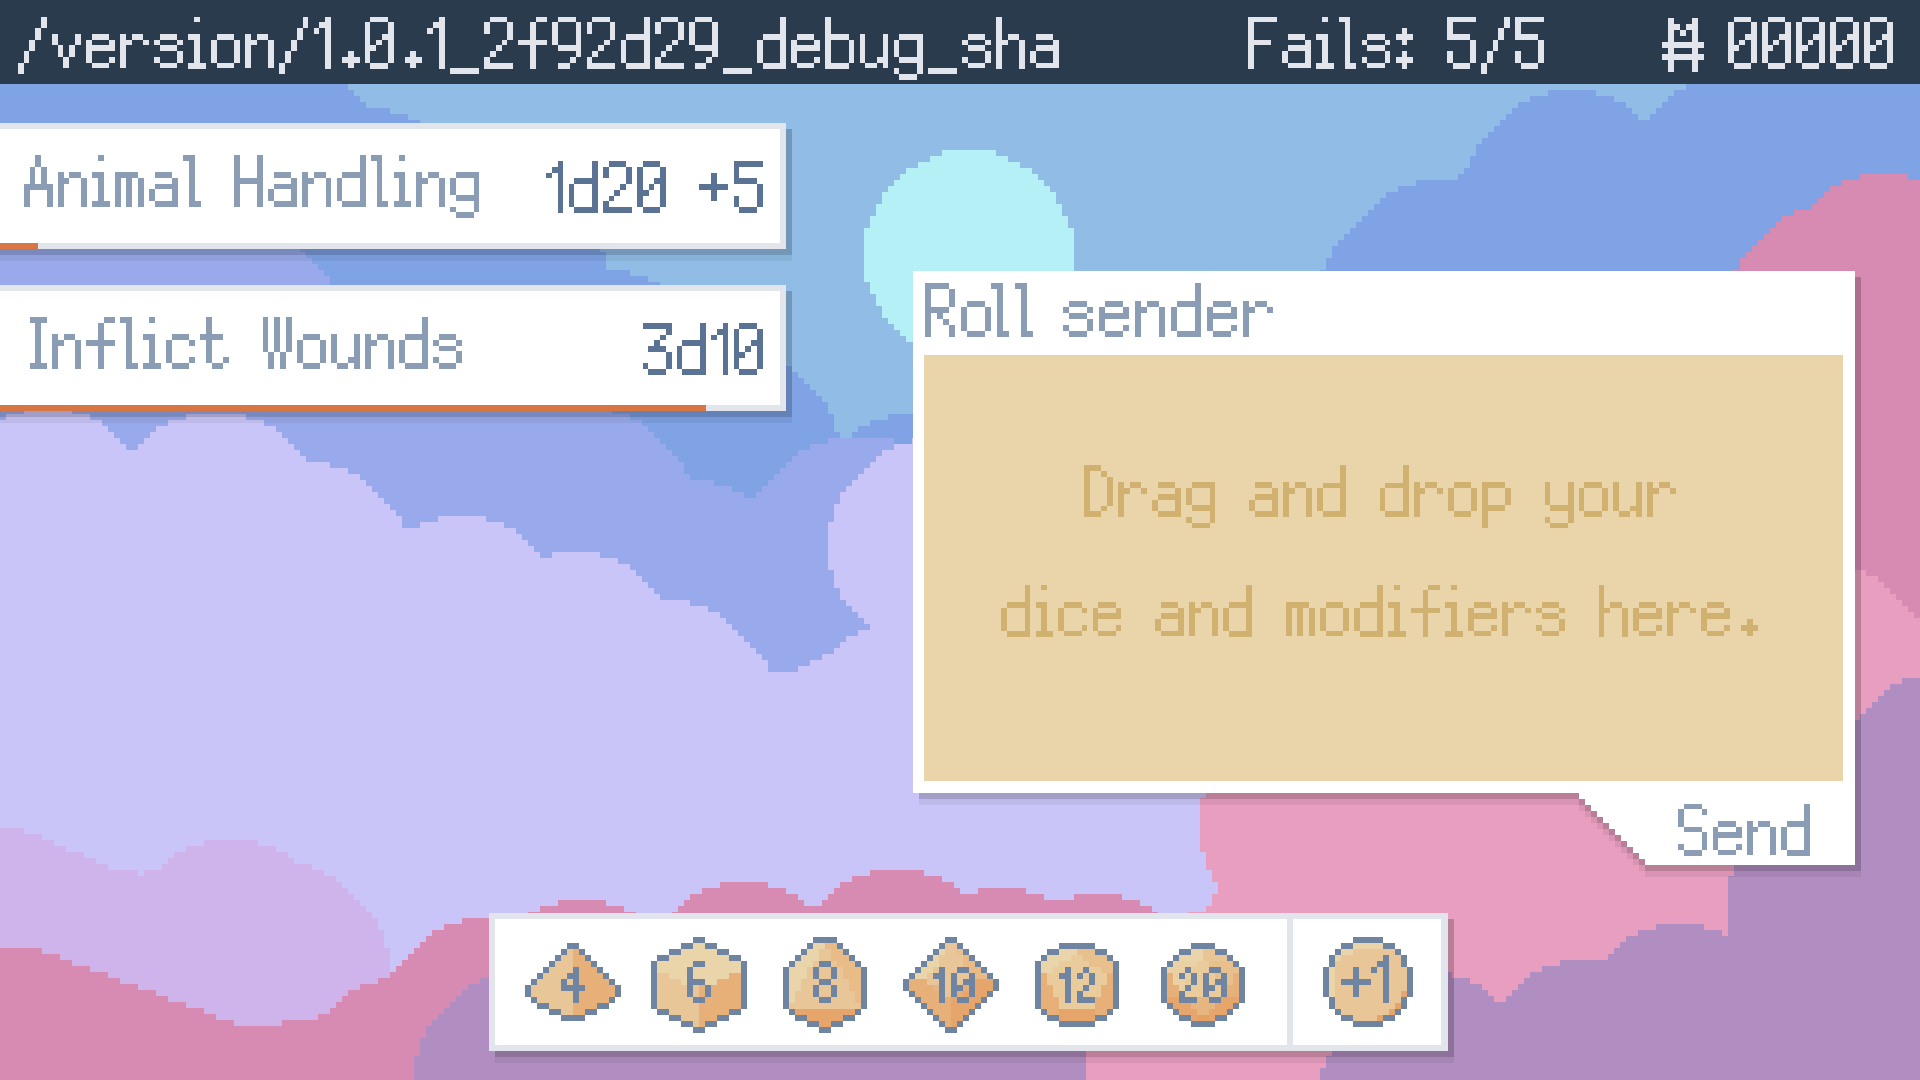 /version/1.0.1_2f92d29_debug_sha Fails: 5/5 # 00000
Animal Handling 1d20 +5
Inflict Wounds 3d10
Roll sender
Drag and drop your
dice and modifiers here.
Send
4 6 8 10 12 20 +1